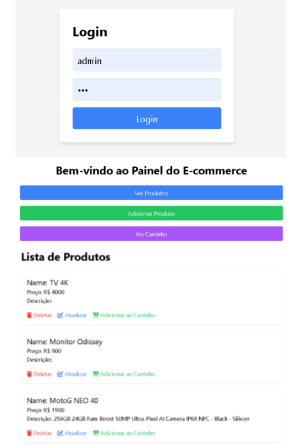 Login
admin
•••
Login
Bem-vindo ao Painel do E-commerce
Ver Produtos
Adicionar Produto
Ver Carrinho
Lista de Produtos
Name: TV 4K
Preço: R$ 4000
Descrição:
Deletar Atualizar Adicionar ao Carrinho
Name: Monitor Odissey
Preço: R$ 900
Descrição:
Deletar Atualizar Adicionar ao Carrinho
Name: MotoG NEO 40
Preço: R$ 1900
Descrição: 256GB 24GB Ram Boost 50MP Ultra-Pixel AI Camera IP68 NFC - Black - Silicon
Deletar Atualizar Adicionar ao Carrinho